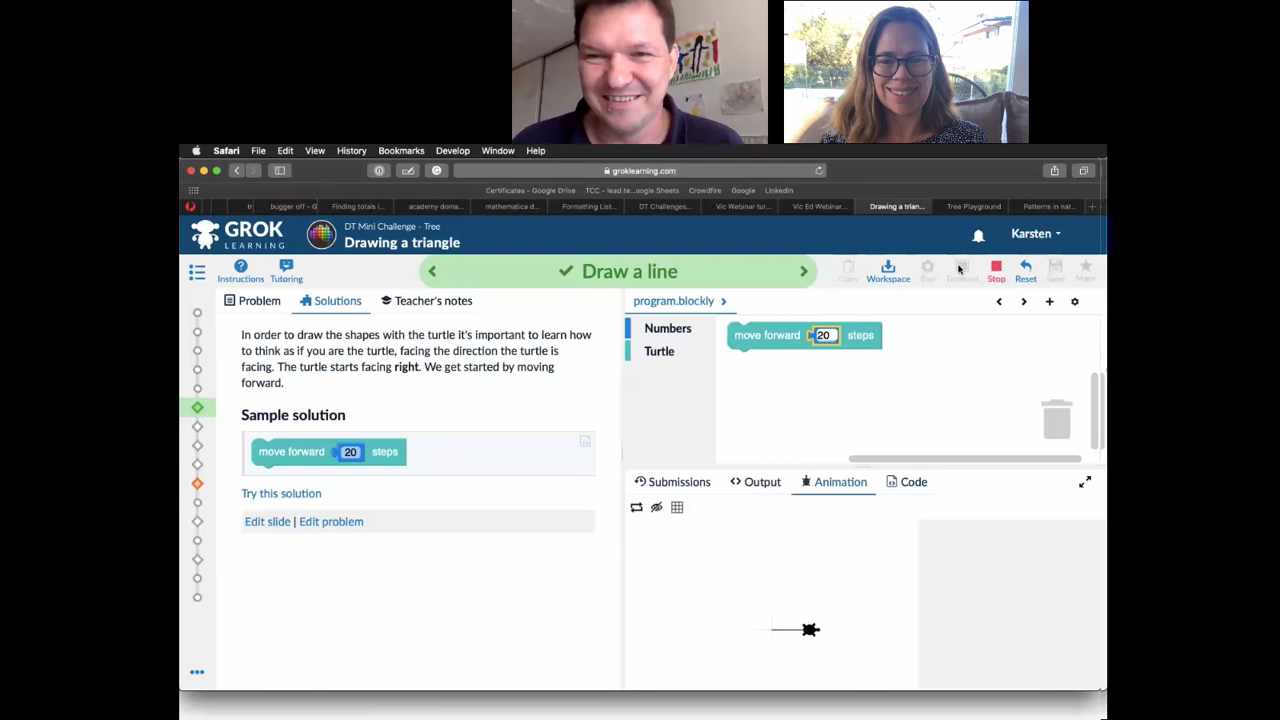 Safari File Edit View History Bookmarks Develop Window Help
groklearning.com
Certificates - Google Drive TCC - lead te...oogle Sheets Crowdfire Google LinkedIn
tr bugger off - G Finding totals i... academy doma... mathematica d... Formatting List... DT Challenges... Vic Webinar tur... Vic Ed Webinar... Drawing a trian... Tree Playground Patterns in nat...
GROK LEARNING
DT Mini Challenge - Tree
Drawing a triangle
Karsten
Instructions Tutoring
Draw a line
Copy Workspace Run Stop Reset Save Mark
Problem Solutions Teacher's notes
program.blockly
In order to draw the shapes with the turtle it's important to learn how
to think as if you are the turtle, facing the direction the turtle is
facing. The turtle starts facing right. We get started by moving
forward.
Sample solution
move forward 20 steps
Try this solution
Edit slide | Edit problem
Numbers
Turtle
move forward 20 steps
Submissions Output Animation Code